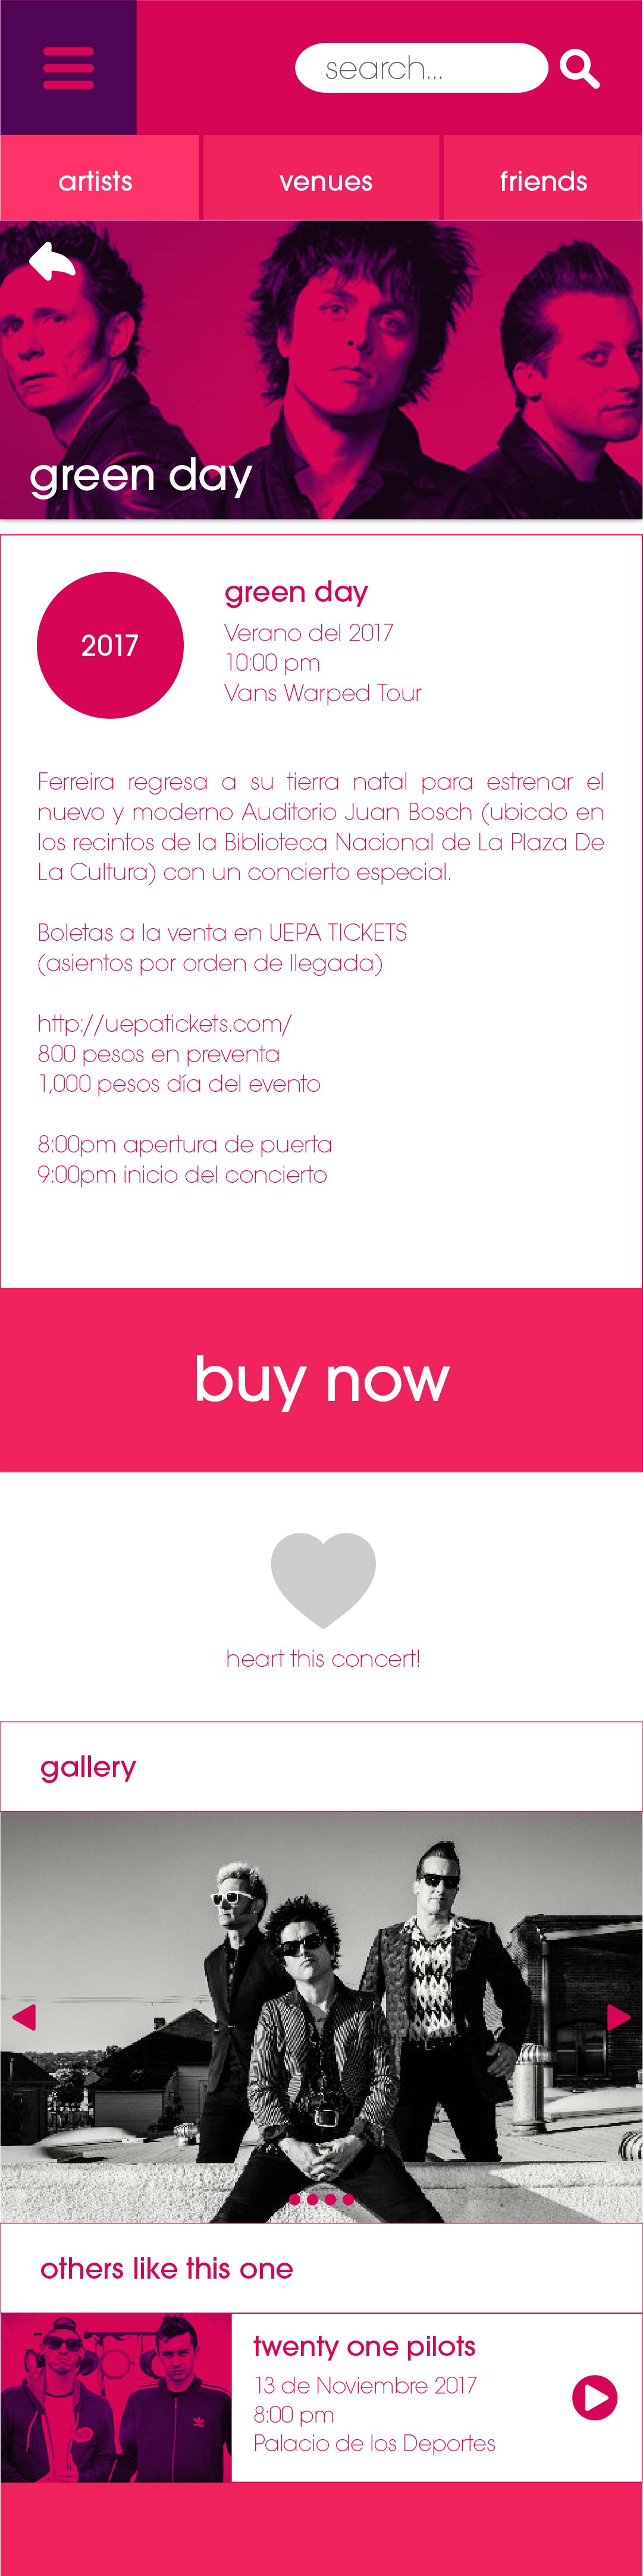 search...
artists
venues
friends
green day
2017
green day
Verano del 2017
10:00 pm
Vans Warped Tour
Ferreira regresa a su tierra natal para estrenar el
nuevo y moderno Auditorio Juan Bosch (ubicdo en
los recintos de la Biblioteca Nacional de La Plaza De
La Cultura) con un concierto especial.
Boletas a la venta en UEPA TICKETS
(asientos por orden de llegada)
http://uepatickets.com/
800 pesos en preventa
1,000 pesos día del evento
8:00pm apertura de puerta
9:00pm inicio del concierto
buy now
heart this concert!
gallery
others like this one
twenty one pilots
13 de Noviembre 2017
8:00 pm
Palacio de los Deportes